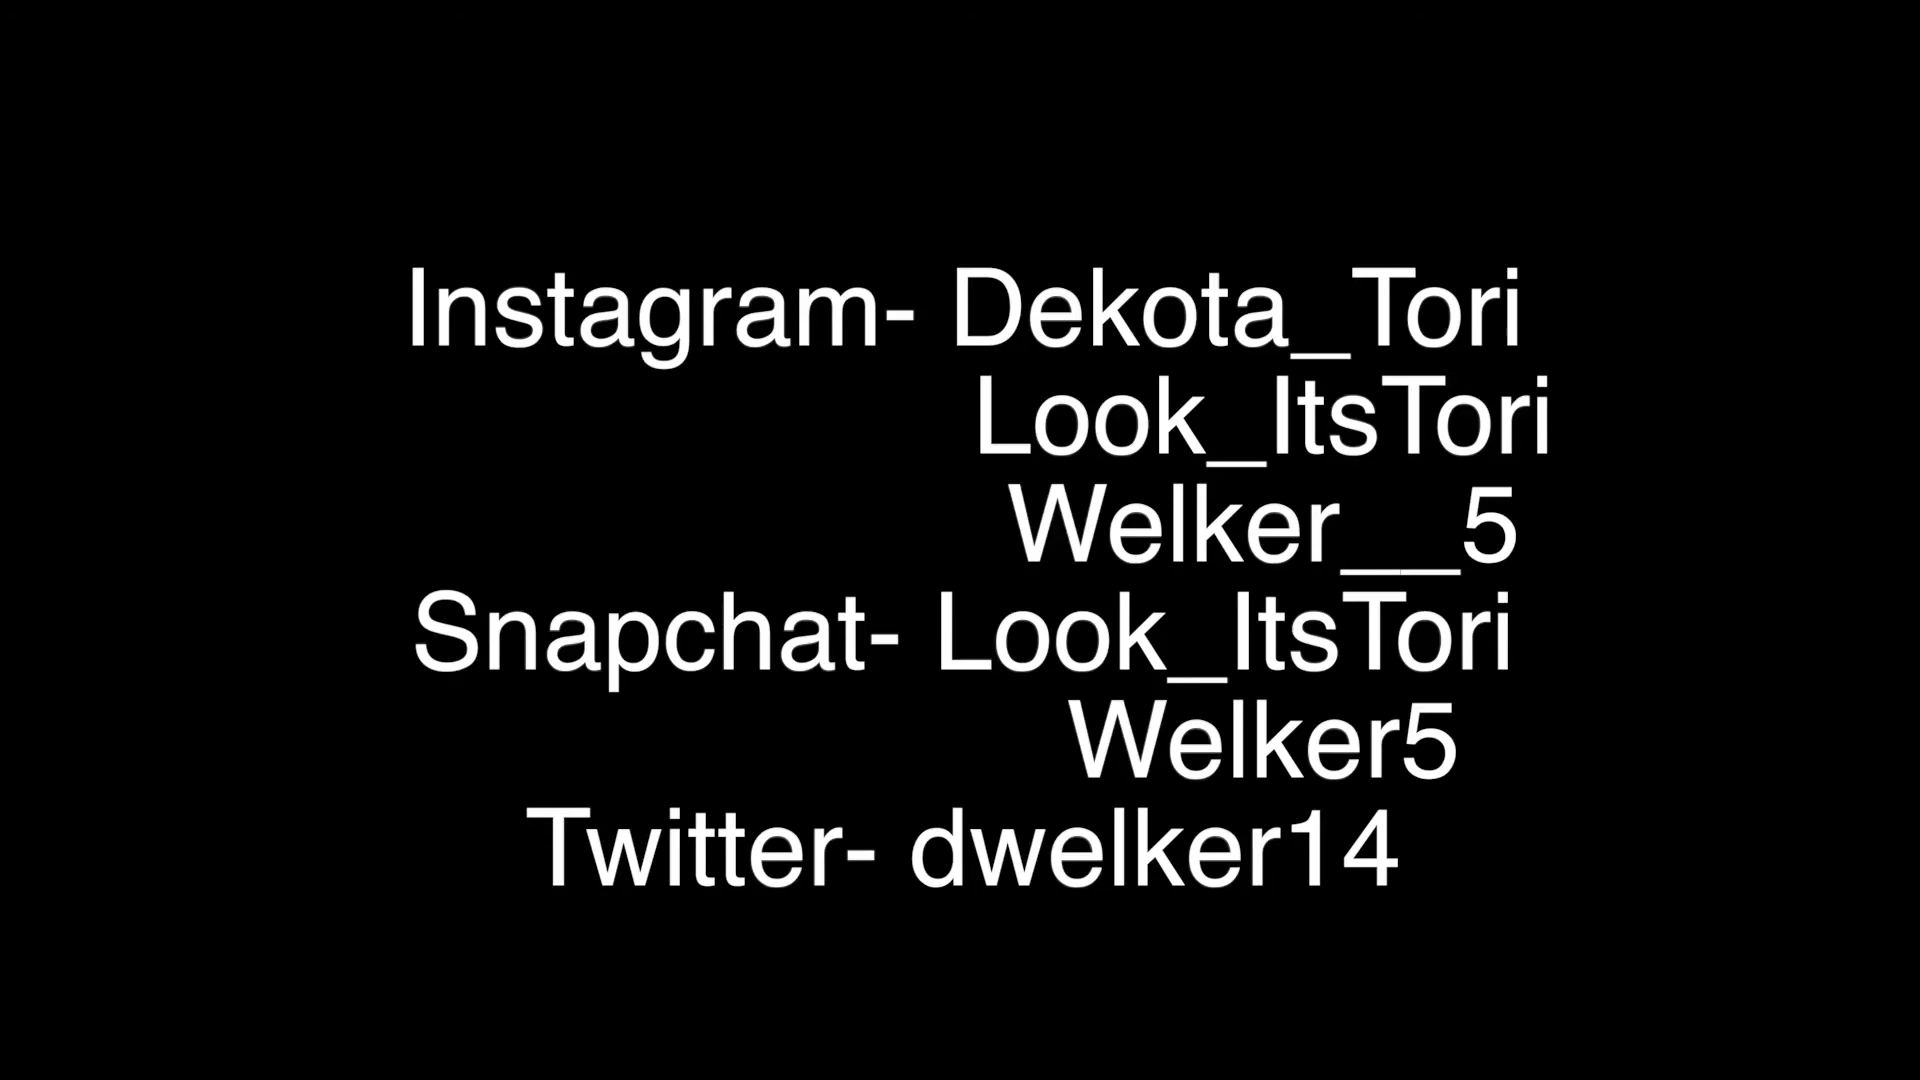 Instagram- Dekota_Tori
Look_ItsTori
Welker__5
Snapchat- Look_ItsTori
Welker5
Twitter- dwelker14